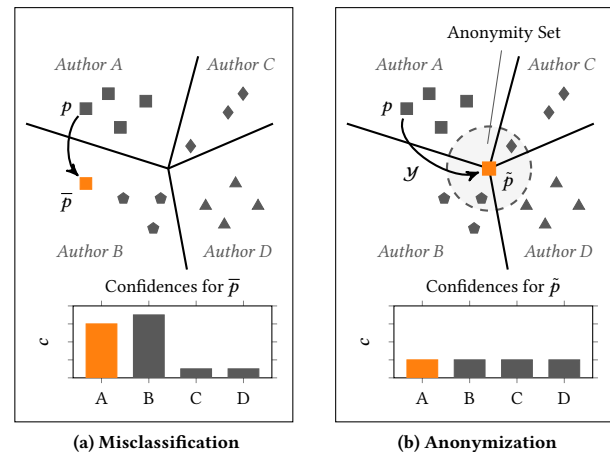 Author A
Author C
p
p̅
Author B
Author D
Confidences for p̅
c
A B C D
(a) Misclassification
Anonymity Set
Author A
Author C
p
𝒴
p̃
Author B
Author D
Confidences for p̃
c
A B C D
(b) Anonymization